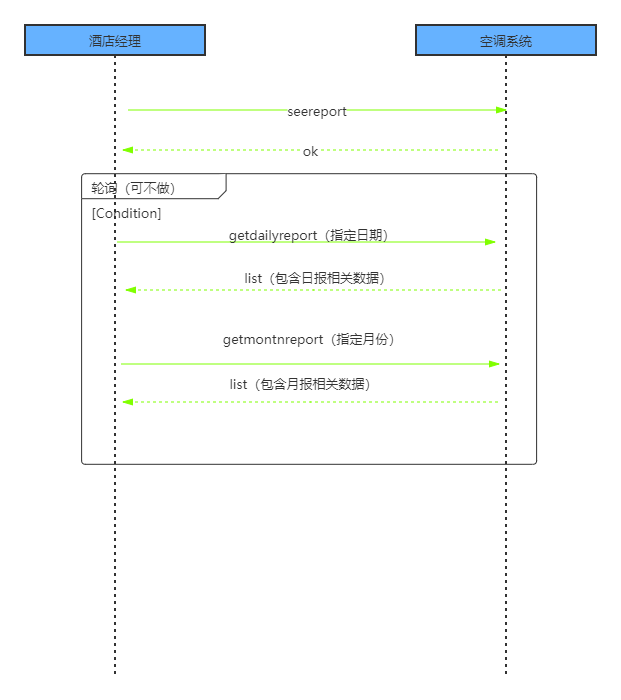 酒店经理
空调系统
seereport
ok
轮询（可不做）
[Condition]
getdailyreport（指定日期）
list（包含日报相关数据）
getmontnreport（指定月份）
list（包含月报相关数据）